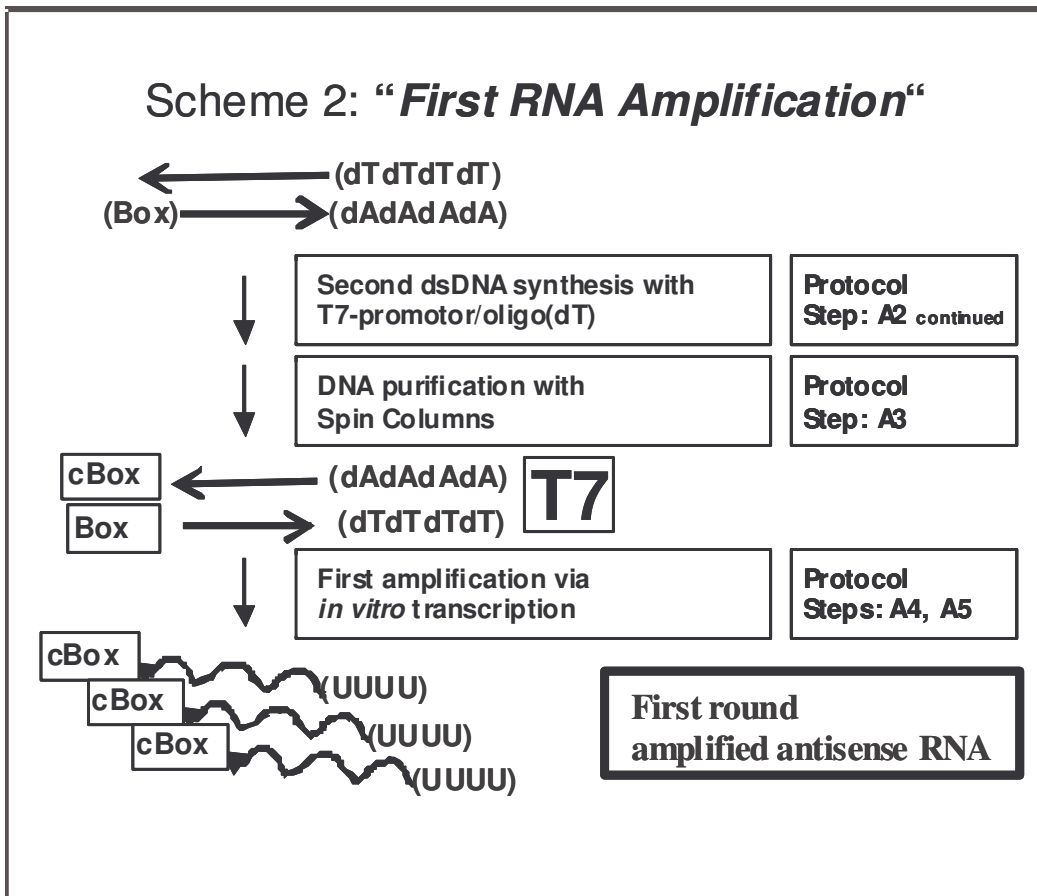 Scheme 2: “First RNA Amplification“
(dTdTdTdT)
(Box) (dAdAdAdA)
Second dsDNA synthesis with
T7-promotor/oligo(dT)
Protocol
Step: A2 continued
DNA purification with
Spin Columns
Protocol
Step: A3
cBox (dAdAdAdA)
T7
Box (dTdTdTdT)
First amplification via
in vitro transcription
Protocol
Steps: A4, A5
cBox (UUUU)
cBox (UUUU)
cBox (UUUU)
First round
amplified antisense RNA